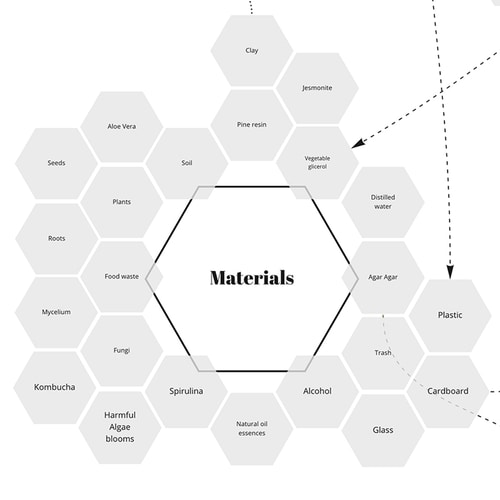 Clay
Jesmonite
Aloe Vera
Pine resin
Seeds
Soil
Vegetable
glicerol
Plants
Distilled
water
Roots
Food waste
Materials
Agar Agar
Mycelium
Plastic
Fungi
Trash
Kombucha
Spirulina
Alcohol
Cardboard
Harmful
Algae
blooms
Natural oil
essences
Glass